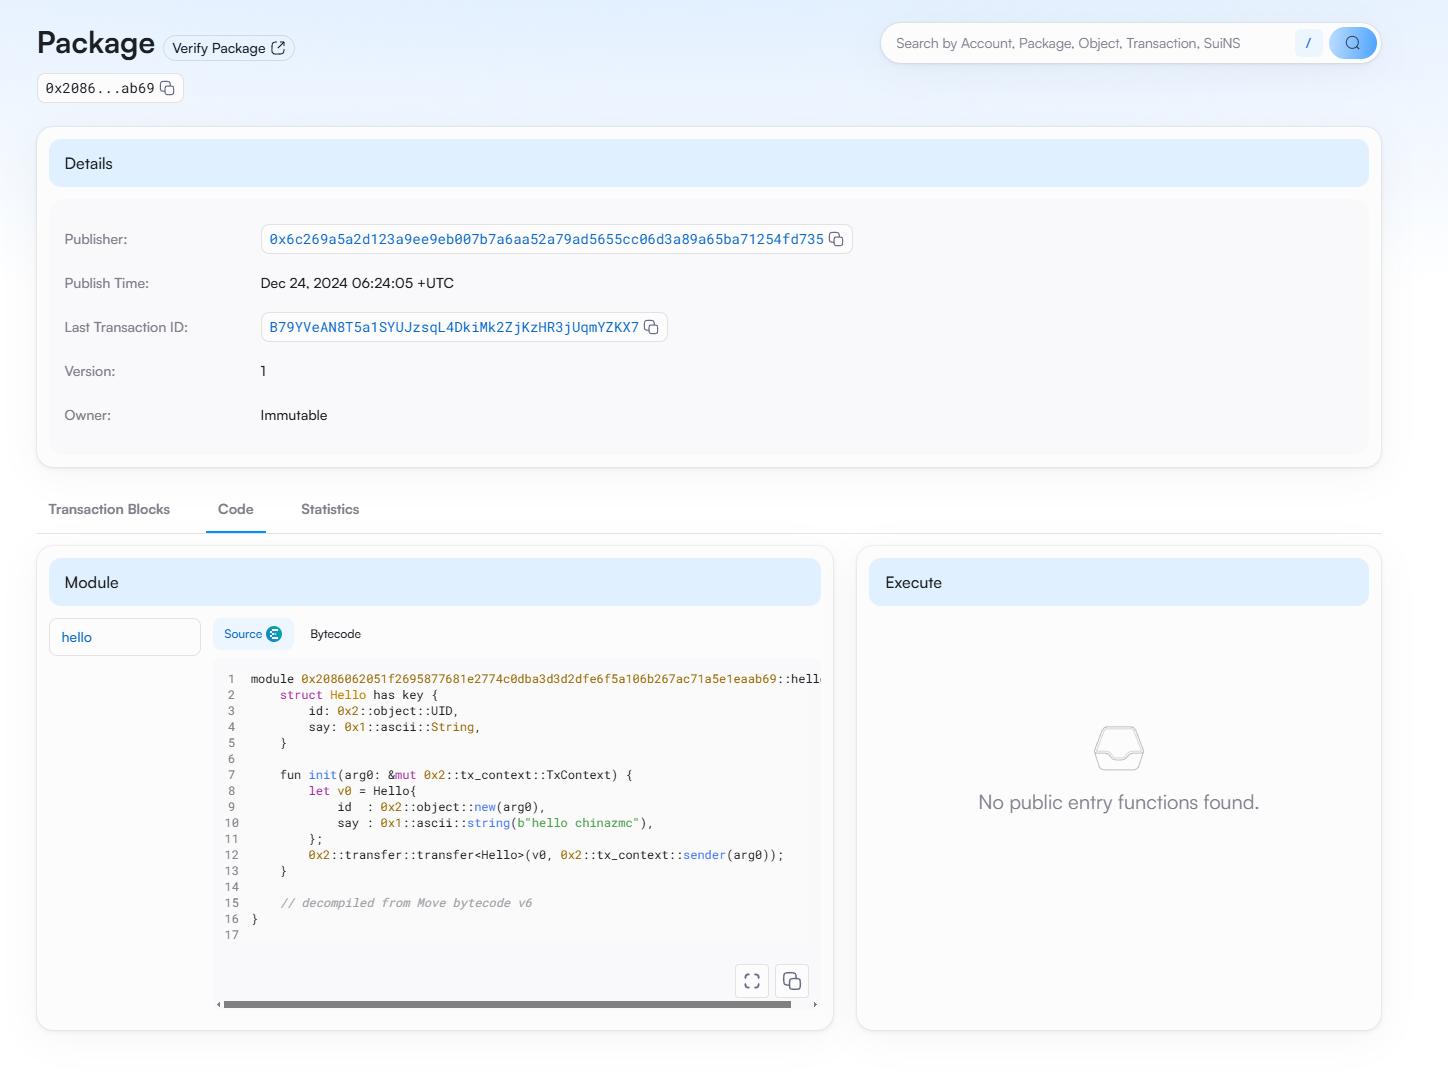 Package
Verify Package
Search by Account, Package, Object, Transaction, SuiNS
/
0x2086...ab69
Details
Publisher:
0x6c269a5a2d123a9ee9eb007b7a6aa52a79ad5655cc06d3a89a65ba71254fd735
Publish Time:
Dec 24, 2024 06:24:05 +UTC
Last Transaction ID:
B79YVeAN8T5a1SYUJzsqL4DkiMk2ZjKzHR3jUqmYZKX7
Version:
1
Owner:
Immutable
Transaction Blocks
Code
Statistics
Module
hello
Source
Bytecode
1 module 0x2086062051f2695877681e2774c0dba3d3d2dfe6f5a106b267ac71a5e1eaab69::hell
2 struct Hello has key {
3 id: 0x2::object::UID,
4 say: 0x1::ascii::String,
5 }
6
7 fun init(arg0: &mut 0x2::tx_context::TxContext) {
8 let v0 = Hello{
9 id : 0x2::object::new(arg0),
10 say : 0x1::ascii::string(b"hello chinazmc"),
11 };
12 0x2::transfer::transfer<Hello>(v0, 0x2::tx_context::sender(arg0));
13 }
14
15 // decompiled from Move bytecode v6
16 }
17
Execute
No public entry functions found.